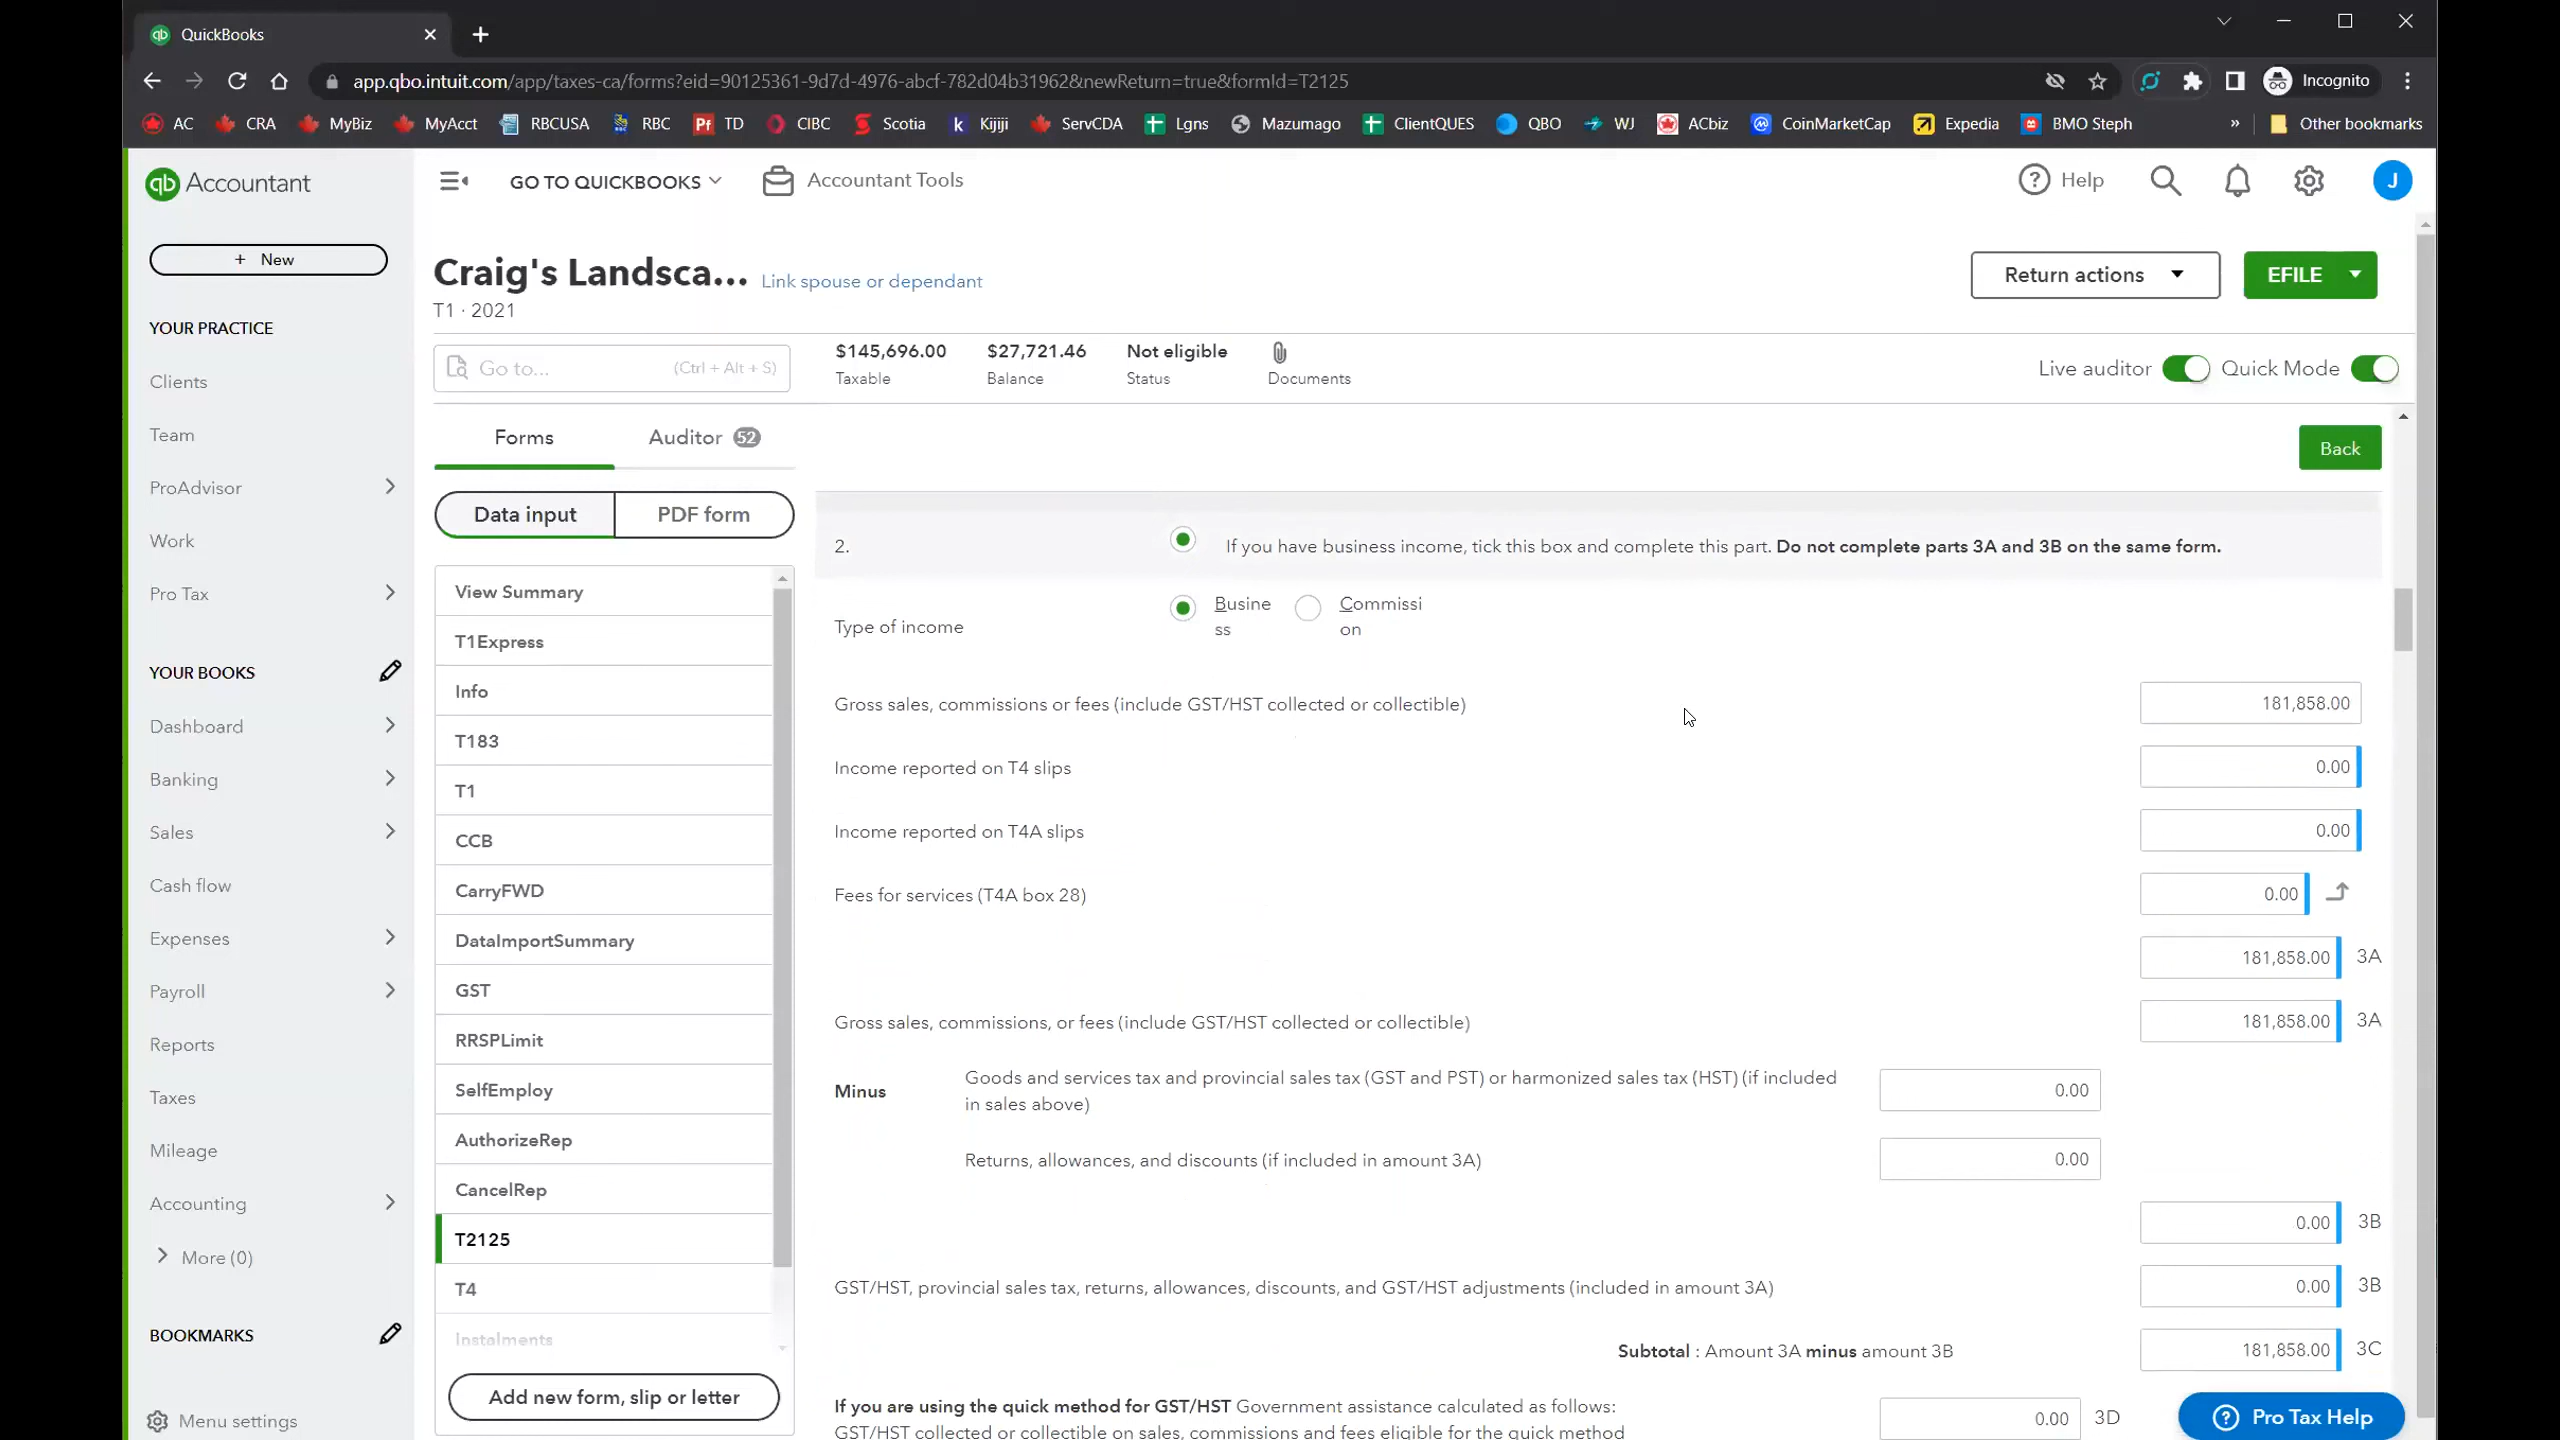 QuickBooks
app.qbo.intuit.com/app/taxes-ca/forms?eid=90125361-9d7d-4976-abcf-782d04b31962&newReturn=true&formId=T2125
Incognito
AC CRA MyBiz MyAcct RBCUSA RBC TD CIBC Scotia Kijiji ServCDA Lgns Mazumago ClientQUES QBO WJ ACbiz CoinMarketCap Expedia BMO Steph » Other bookmarks
qb Accountant
GO TO QUICKBOOKS
Accountant Tools
Help
J
+ New
YOUR PRACTICE
Clients
Team
ProAdvisor
Work
Pro Tax
YOUR BOOKS
Dashboard
Banking
Sales
Cash flow
Expenses
Payroll
Reports
Taxes
Mileage
Accounting
More (0)
BOOKMARKS
Menu settings
Craig's Landsca... Link spouse or dependant
T1 · 2021
Return actions
EFILE
Go to... (Ctrl + Alt + S)
$145,696.00 $27,721.46 Not eligible
Taxable Balance Status Documents
Live auditor Quick Mode
Forms Auditor 52
Back
Data input PDF form
View Summary
T1Express
Info
T183
T1
CCB
CarryFWD
DataImportSummary
GST
RRSPLimit
SelfEmploy
AuthorizeRep
CancelRep
T2125
T4
Instalments
Add new form, slip or letter
2. If you have business income, tick this box and complete this part. Do not complete parts 3A and 3B on the same form.
Type of income
Busine
ss
Commissi
on
Gross sales, commissions or fees (include GST/HST collected or collectible) 181,858.00
Income reported on T4 slips 0.00
Income reported on T4A slips 0.00
Fees for services (T4A box 28) 0.00
181,858.00 3A
Gross sales, commissions, or fees (include GST/HST collected or collectible) 181,858.00 3A
Minus Goods and services tax and provincial sales tax (GST and PST) or harmonized sales tax (HST) (if included
in sales above) 0.00
Returns, allowances, and discounts (if included in amount 3A) 0.00
0.00 3B
GST/HST, provincial sales tax, returns, allowances, discounts, and GST/HST adjustments (included in amount 3A) 0.00 3B
Subtotal : Amount 3A minus amount 3B 181,858.00 3C
If you are using the quick method for GST/HST Government assistance calculated as follows: 0.00 3D
GST/HST collected or collectible on sales, commissions and fees eligible for the quick method
Pro Tax Help